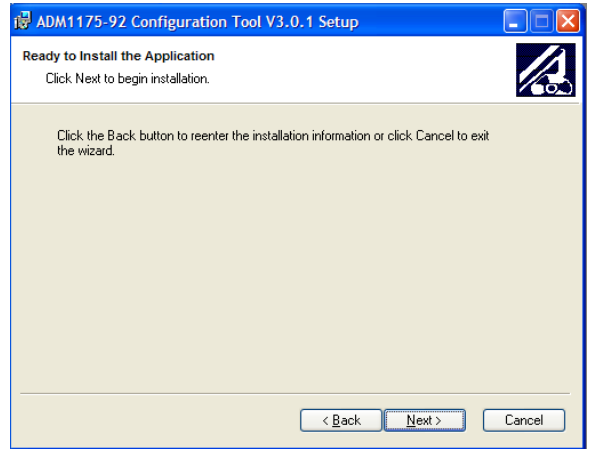 ADM1175-92 Configuration Tool V3.0.1 Setup
Ready to Install the Application
Click Next to begin installation.
Click the Back button to reenter the installation information or click Cancel to exit
the wizard.
< Back Next > Cancel